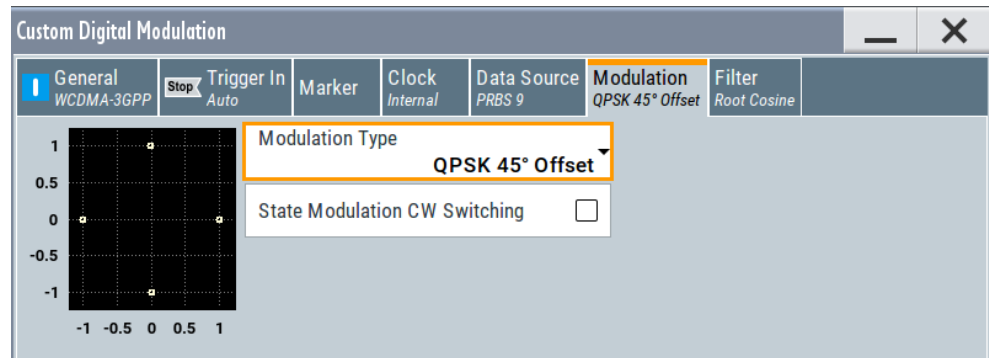 Custom Digital Modulation
General
WCDMA-3GPP
Stop
Trigger In
Auto
Marker
Clock
Internal
Data Source
PRBS 9
Modulation
QPSK 45° Offset
Filter
Root Cosine
1
0.5
0
-0.5
-1
-1 -0.5 0 0.5 1
Modulation Type
QPSK 45° Offset
State Modulation CW Switching